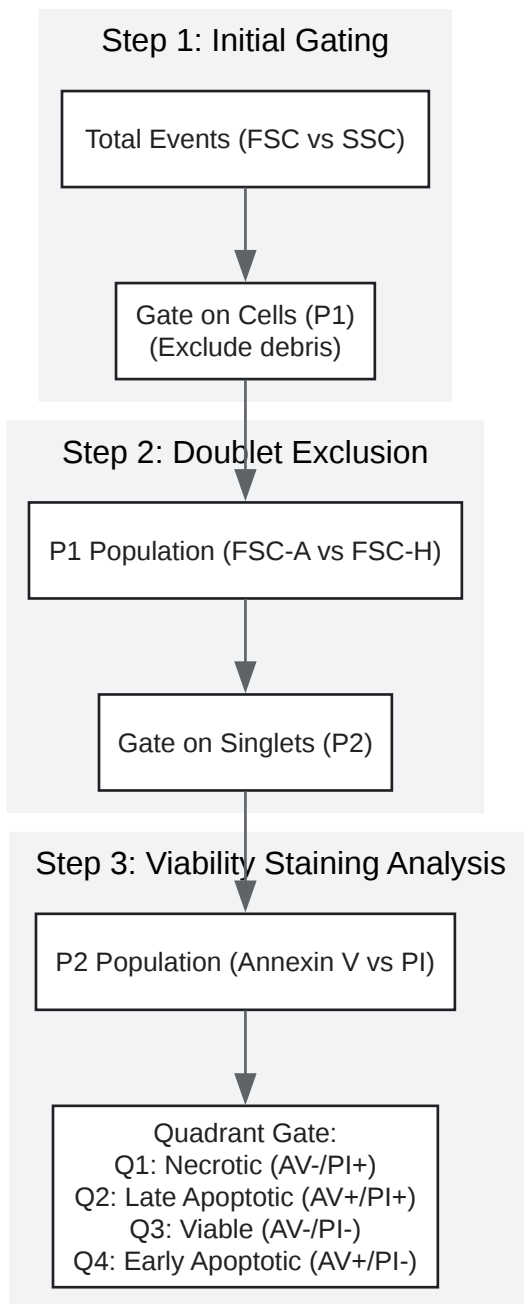 Step 1: Initial Gating
Total Events (FSC vs SSC)
Gate on Cells (P1)
(Exclude debris)
Step 2: Doublet Exclusion
P1 Population (FSC-A vs FSC-H)
Gate on Singlets (P2)
Step 3: Viability Staining Analysis
P2 Population (Annexin V vs PI)
Quadrant Gate:
Q1: Necrotic (AV-/PI+)
Q2: Late Apoptotic (AV+/PI+)
Q3: Viable (AV-/PI-)
Q4: Early Apoptotic (AV+/PI-)